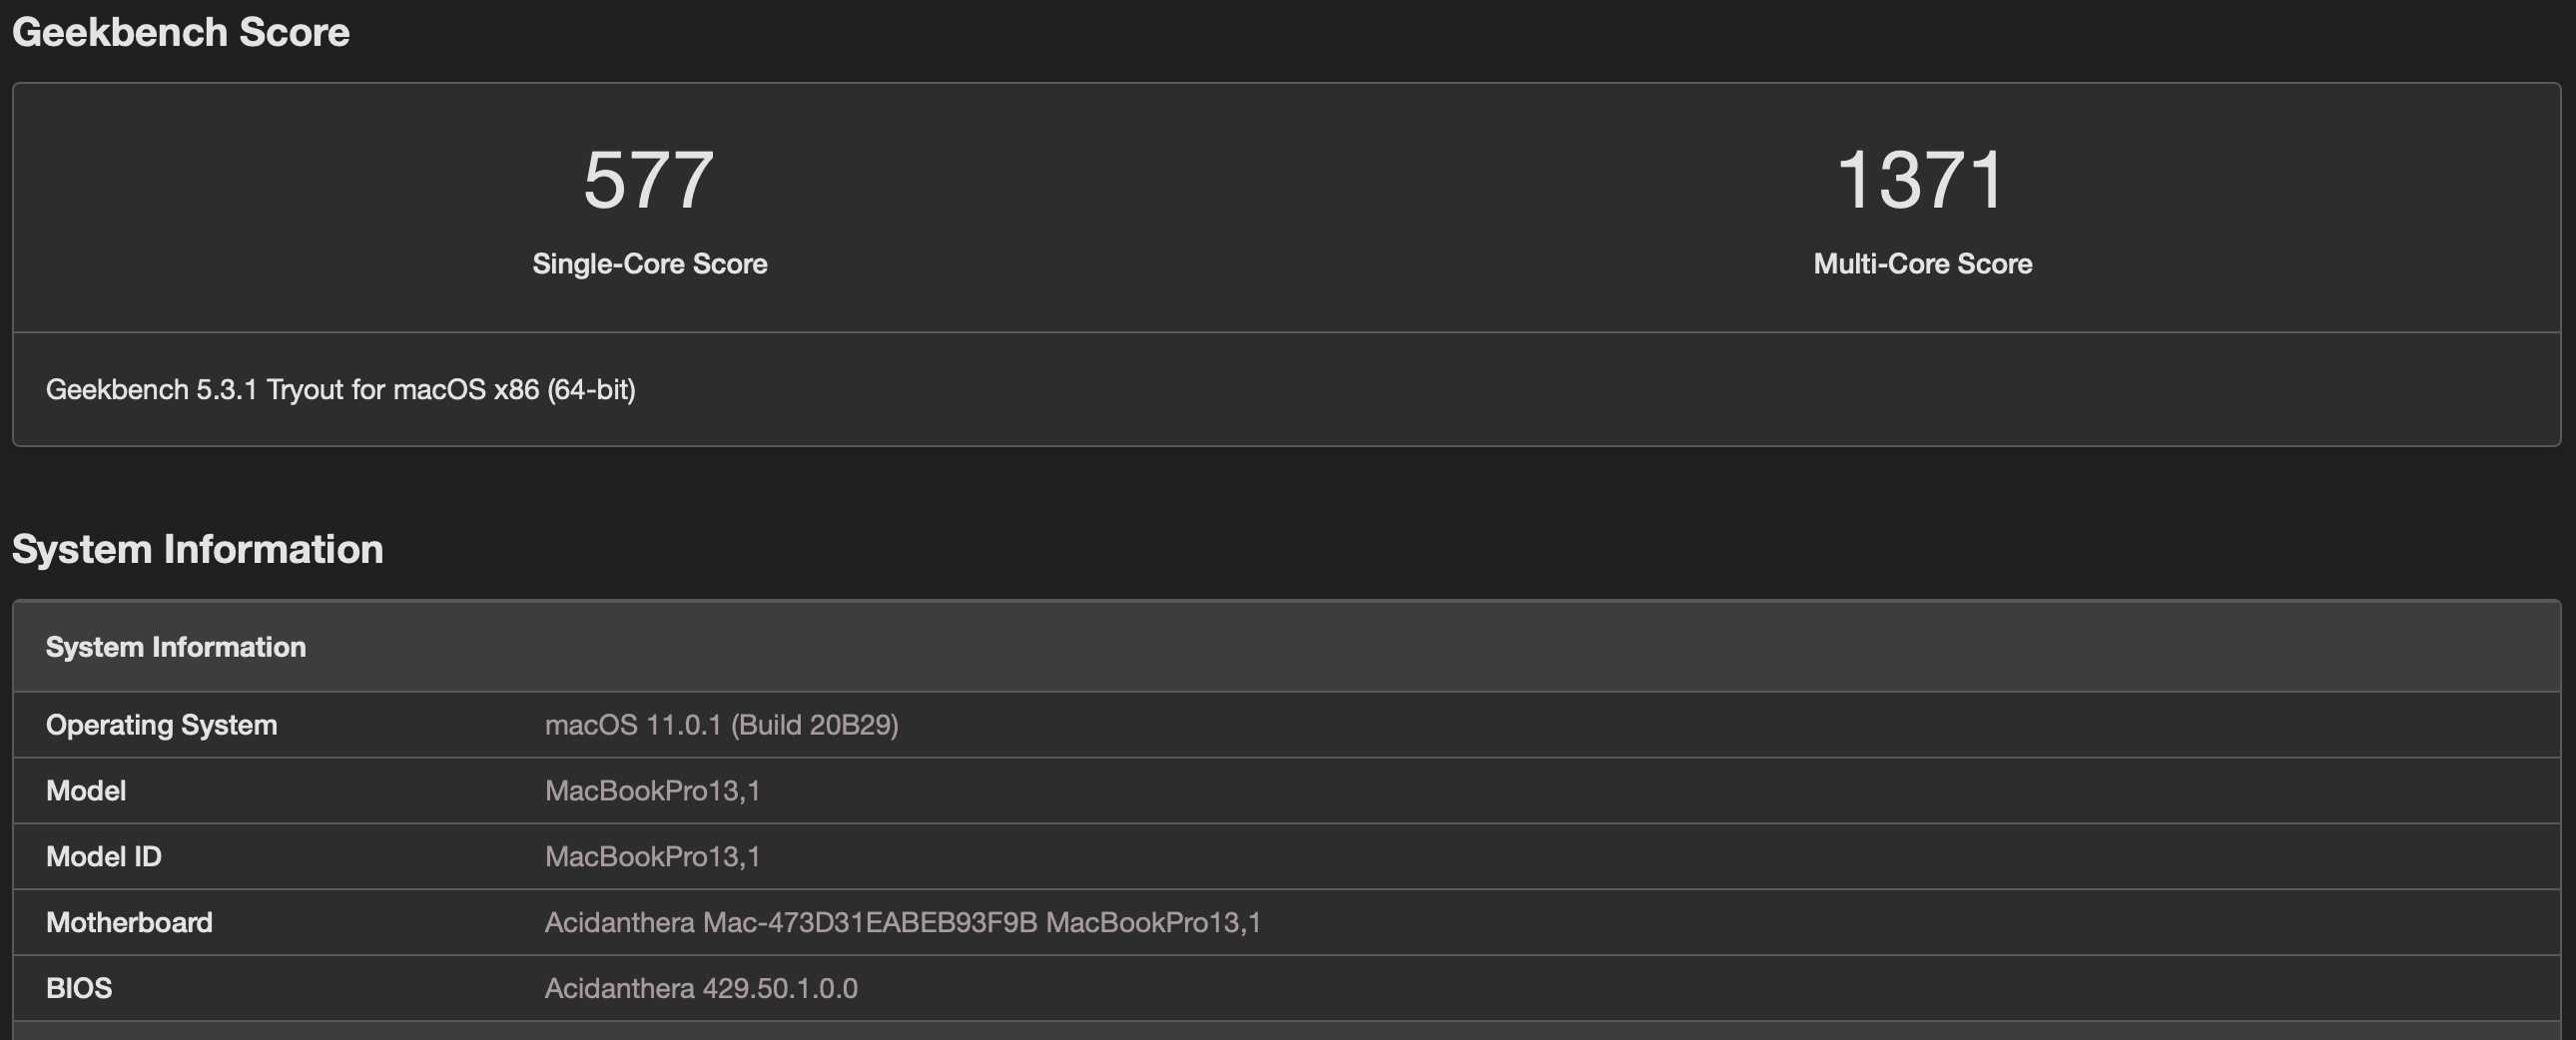 Geekbench Score
577 1371
Single-Core Score Multi-Core Score
Geekbench 5.3.1 Tryout for macOS x86 (64-bit)
System Information
System Information
Operating System macOS 11.0.1 (Build 20B29)
Model MacBookPro13,1
Model ID MacBookPro13,1
Motherboard Acidanthera Mac-473D31EABEB93F9B MacBookPro13,1
BIOS Acidanthera 429.50.1.0.0